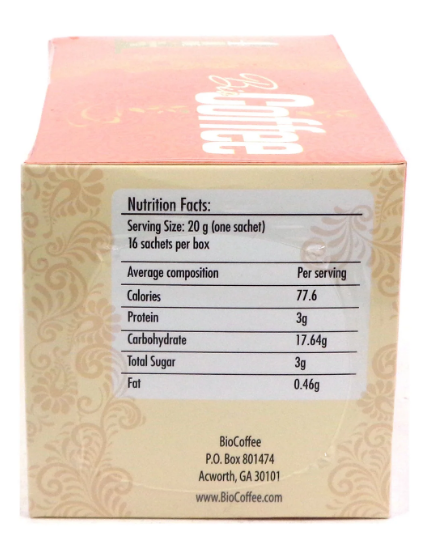 Bio
Coffee
Nutrition Facts:
Serving Size: 20 g (one sachet)
16 sachets per box
Average composition Per serving
Calories 77.6
Protein 3g
Carbohydrate 17.64g
Total Sugar 3g
Fat 0.46g
BioCoffee
P.O. Box 801474
Acworth, GA 30101
www.BioCoffee.com